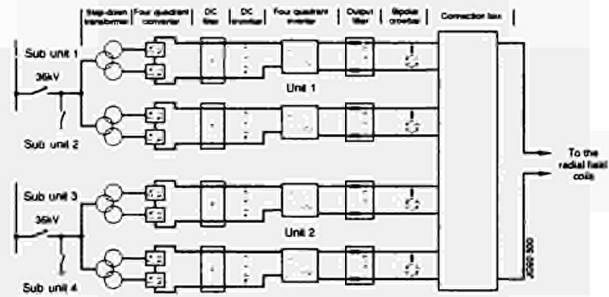 Step-down transformer
Four quadrant converter
DC filter
DC inverter
Four quadrant inverter
Output filter
Bipolar crowbar
Connection box
Sub unit 1
36kV
Sub unit 2
Unit 1
Sub unit 3
36kV
Sub unit 4
Unit 2
To the
radial field
coils